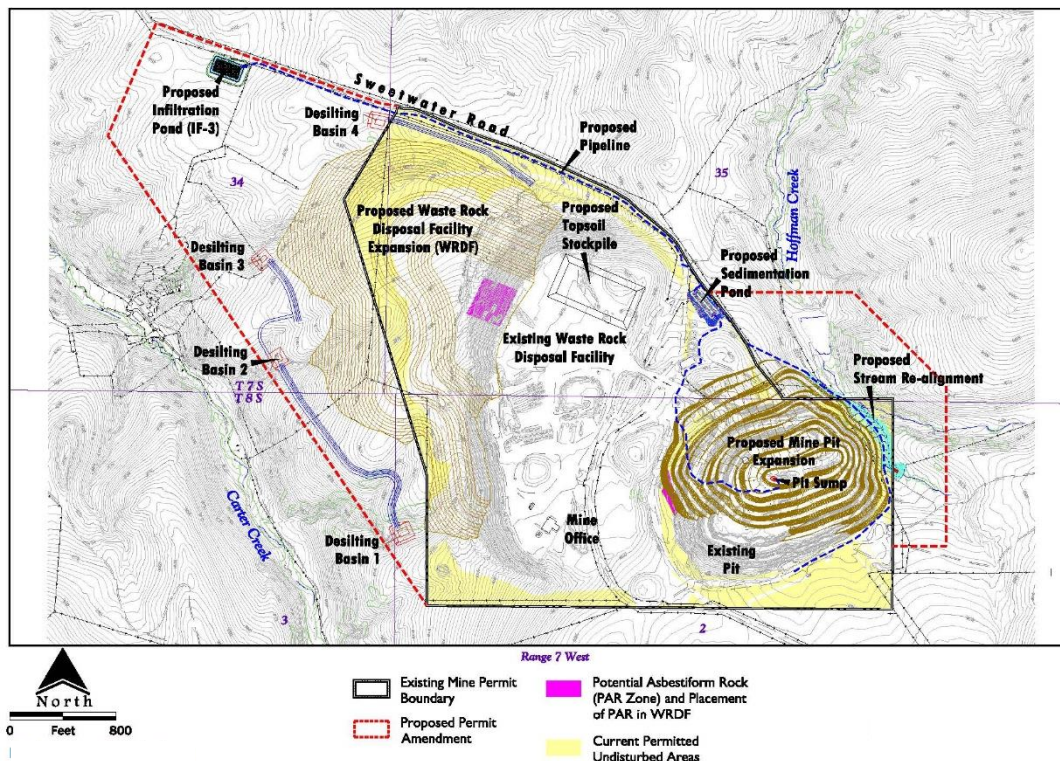 Proposed
Infiltration
Pond (IF-3)
Sweetwater Road
Desilting
Basin 4
Proposed
Pipeline
35
34
Hoffman Creek
Proposed Waste Rock
Disposal Facility
Expansion (WRDF)
Proposed
Topsoil
Stockpile
Desilting
Basin 3
Proposed
Sedimentation
Pond
Existing Waste Rock
Disposal Facility
Desilting
Basin 2
T 7 S
T 8 S
Proposed
Stream Re-alignment
Proposed Mine Pit
Expansion
Pit Sump
Carter Creek
Mine
Office
Desilting
Basin 1
Existing
Pit
3
2
Range 7 West
North
0 Feet 800
Existing Mine Permit
Boundary
Proposed Permit
Amendment
Potential Asbestiform Rock
(PAR Zone) and Placement
of PAR in WRDF
Current Permitted
Undisturbed Areas